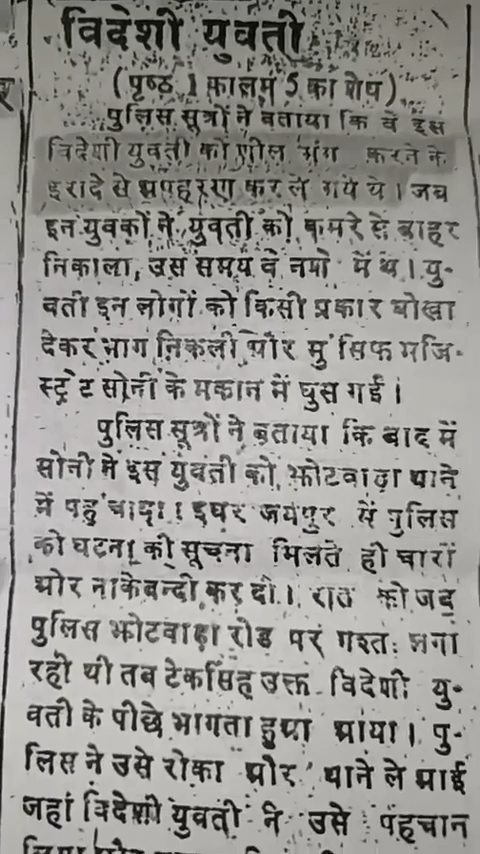 विदेशी युवती
(पृष्ठ 1 कालम 5 का शेष)
पुलिस सूत्रों ने बताया कि वे इस
विदेशी युवती को शील भंग करने के
इरादे से अपहरण कर ले गये थे । जब
इन युवकों ने युवती को कमरे से बाहर
निकाला, उस समय वे नशे में थे । यु-
वती इन लोगों को किसी प्रकार धोखा
देकर भाग निकली और मुंसिफ मजि-
स्ट्रेट सोनी के मकान में घुस गई ।
पुलिस सूत्रों ने बताया कि बाद में
सोनी ने इस युवती को झोटवाड़ा थाने
में पहुंचाया । इधर जयपुर में पुलिस
को घटना की सूचना मिलते ही चारों
ओर नाकेबन्दी कर दी । रात को जब
पुलिस झोटवाड़ा रोड पर गश्त लगा
रही थी तब टेकसिंह उक्त विदेशी यु-
वती के पीछे भागता हुआ आया । पु-
लिस ने उसे रोका और थाने ले आई
जहां विदेशी युवती ने उसे पहचान